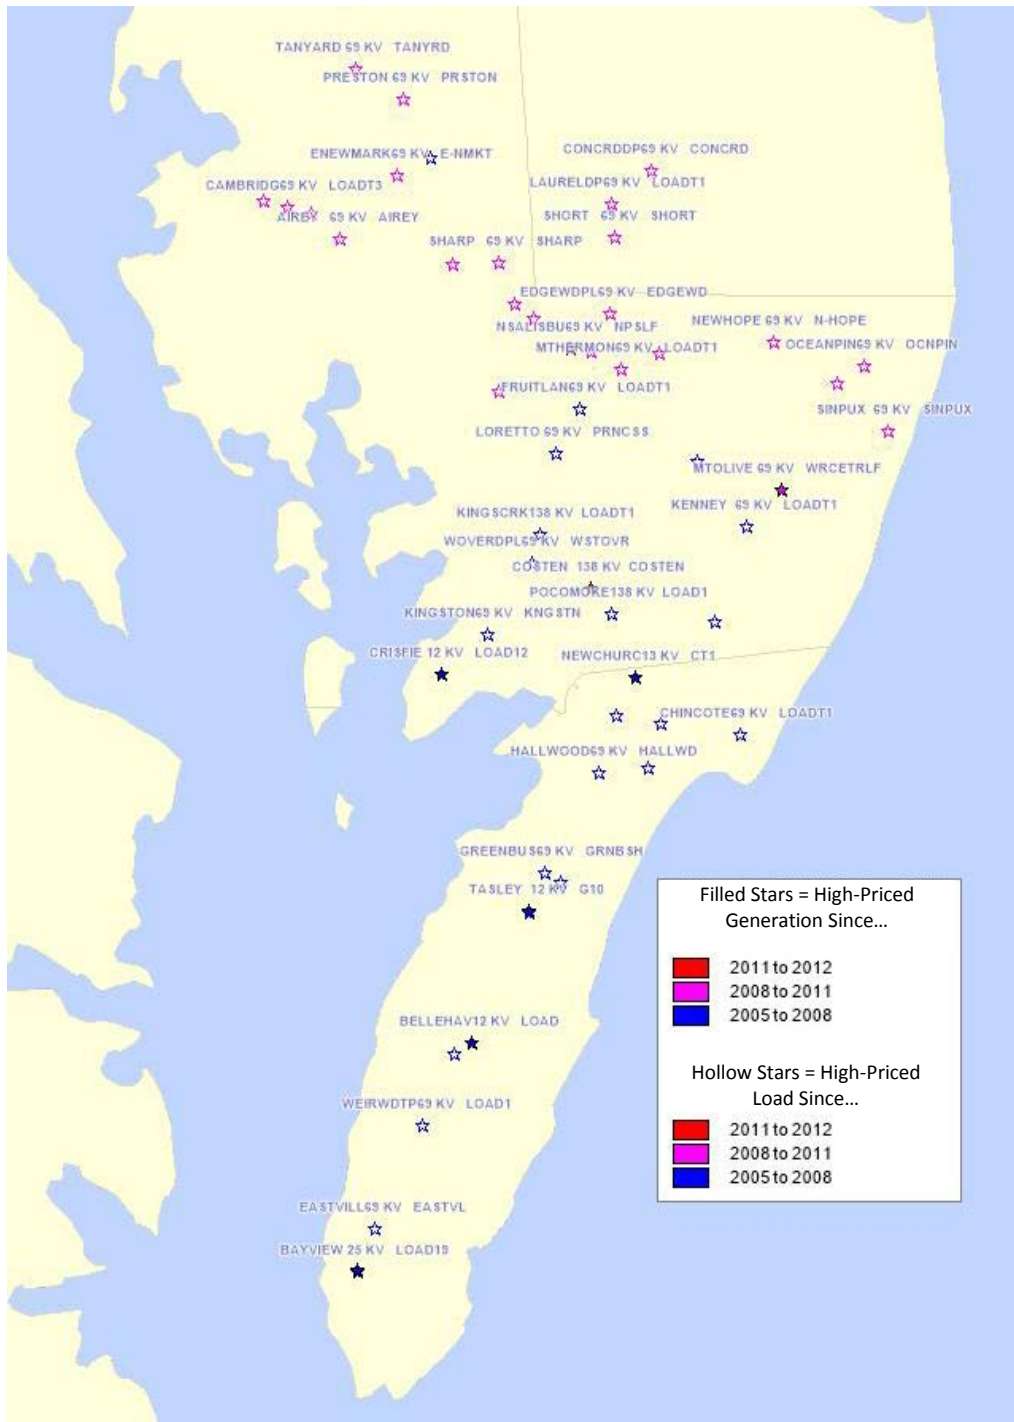 TANYARD 69 KV TANYRD
PRESTON 69 KV PRSTON
CONCRDDP69 KV CONCRD
ENEWMARK69 KV E-NMKT
LAURELDP69 KV LOADT1
CAMBRIDG69 KV LOADT3
SHORT 69 KV SHORT
AIREY 69 KV AIREY
SHARP 69 KV SHARP
EDGEWDPL69 KV EDGEWD
NEWHOPE 69 KV N-HOPE
NSALISBU69 KV NPSLF
OCEANPIN69 KV OCNPIN
MTHERMON69 KV LOADT1
FRUITLAN69 KV LOADT1
SINPUX 69 KV SINPUX
LORETTO 69 KV PRNCSS
MTOLIVE 69 KV WRCETRLF
KENNEY 69 KV LOADT1
KINGSCRK138 KV LOADT1
WOVERDPL69 KV WSTOVR
COSTEN 138 KV COSTEN
POCOMOKE138 KV LOAD1
KINGSTON69 KV KNGSTN
CRISFIE 12 KV LOAD12
NEWCHURC13 KV CT1
CHINCOTE69 KV LOADT1
HALLWOOD69 KV HALLWD
GREENBUS69 KV GRNBSH
TASLEY 12 KV G10
BELLEHAV12 KV LOAD
WEIRWDTP69 KV LOAD1
EASTVILL69 KV EASTVL
BAYVIEW 25 KV LOAD19
Filled Stars = High-Priced
Generation Since…
2011 to 2012
2008 to 2011
2005 to 2008
Hollow Stars = High-Priced
Load Since…
2011 to 2012
2008 to 2011
2005 to 2008